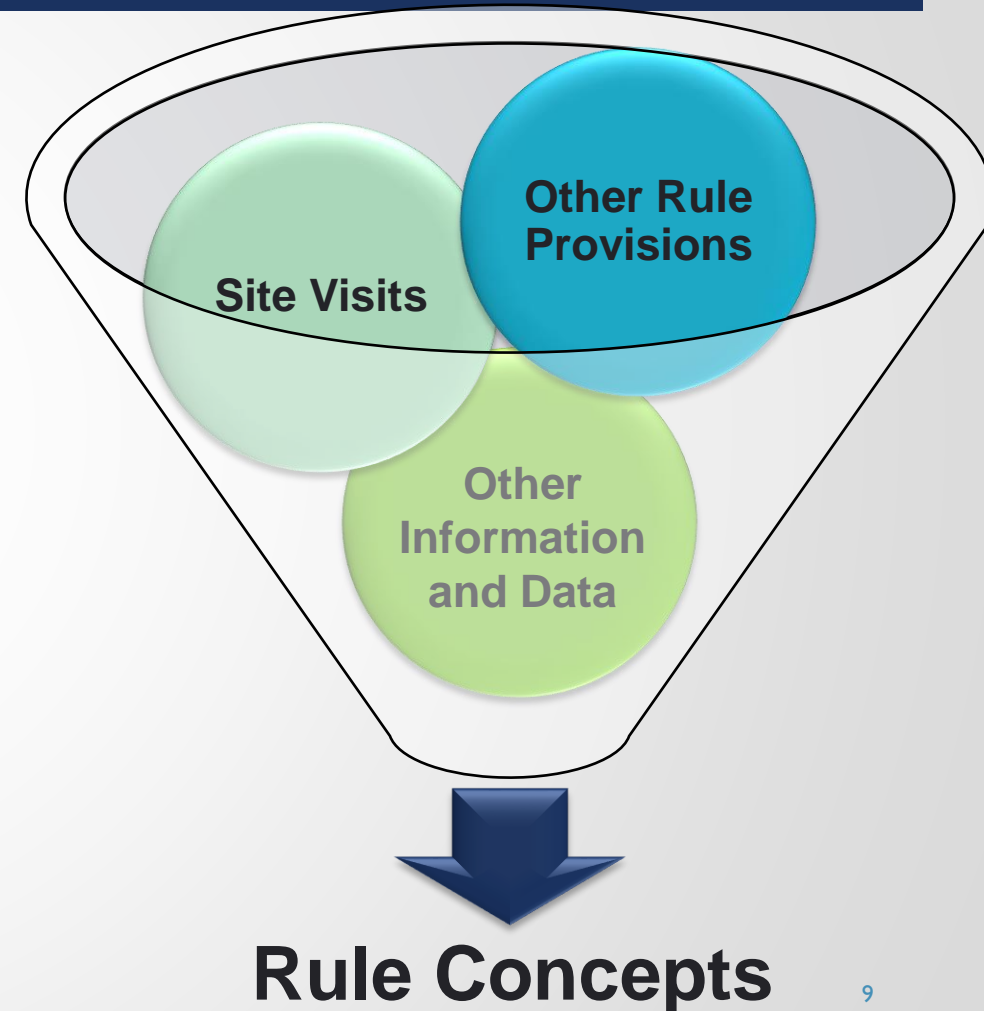 Other Rule
Provisions
Site Visits
Other
Information
and Data
Rule Concepts
9